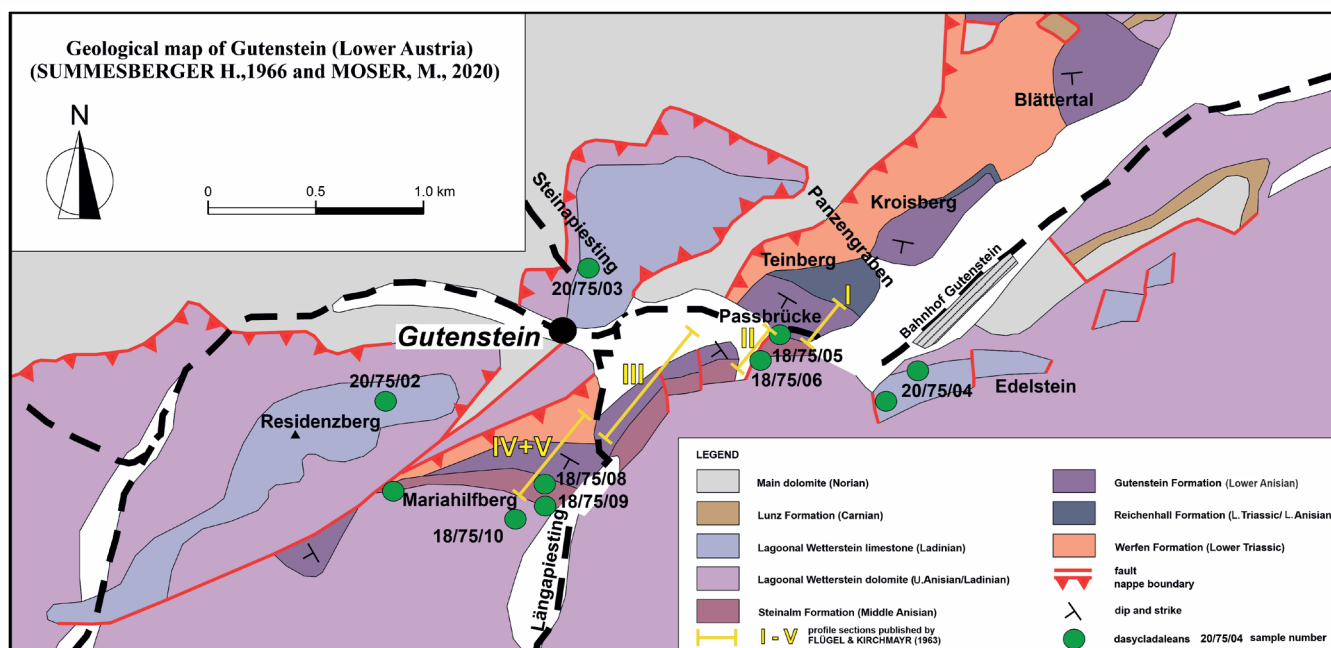 Geological map of Gutenstein (Lower Austria)
(SUMMESBERGER H.,1966 and MOSER, M., 2020)
N
0 0.5 1.0 km
Blättertal
Steinapiesting
Panzengraben
Kroisberg
Teinberg
20/75/03
I
Bahnhof Gutenstein
Passbrücke
Gutenstein
II
18/75/05
18/75/06
III
20/75/02
20/75/04
Edelstein
Residenzberg
IV+V
18/75/08
Mariahilfberg
18/75/09
18/75/10
Längapiesting
LEGEND
Main dolomite (Norian)
Lunz Formation (Carnian)
Lagoonal Wetterstein limestone (Ladinian)
Lagoonal Wetterstein dolomite (U.Anisian/Ladinian)
Steinalm Formation (Middle Anisian)
I - V profile sections published by
FLÜGEL & KIRCHMAYR (1963)
Gutenstein Formation (Lower Anisian)
Reichenhall Formation (L.Triassic/ L.Anisian)
Werfen Formation (Lower Triassic)
fault
nappe boundary
dip and strike
dasycladaleans 20/75/04 sample number